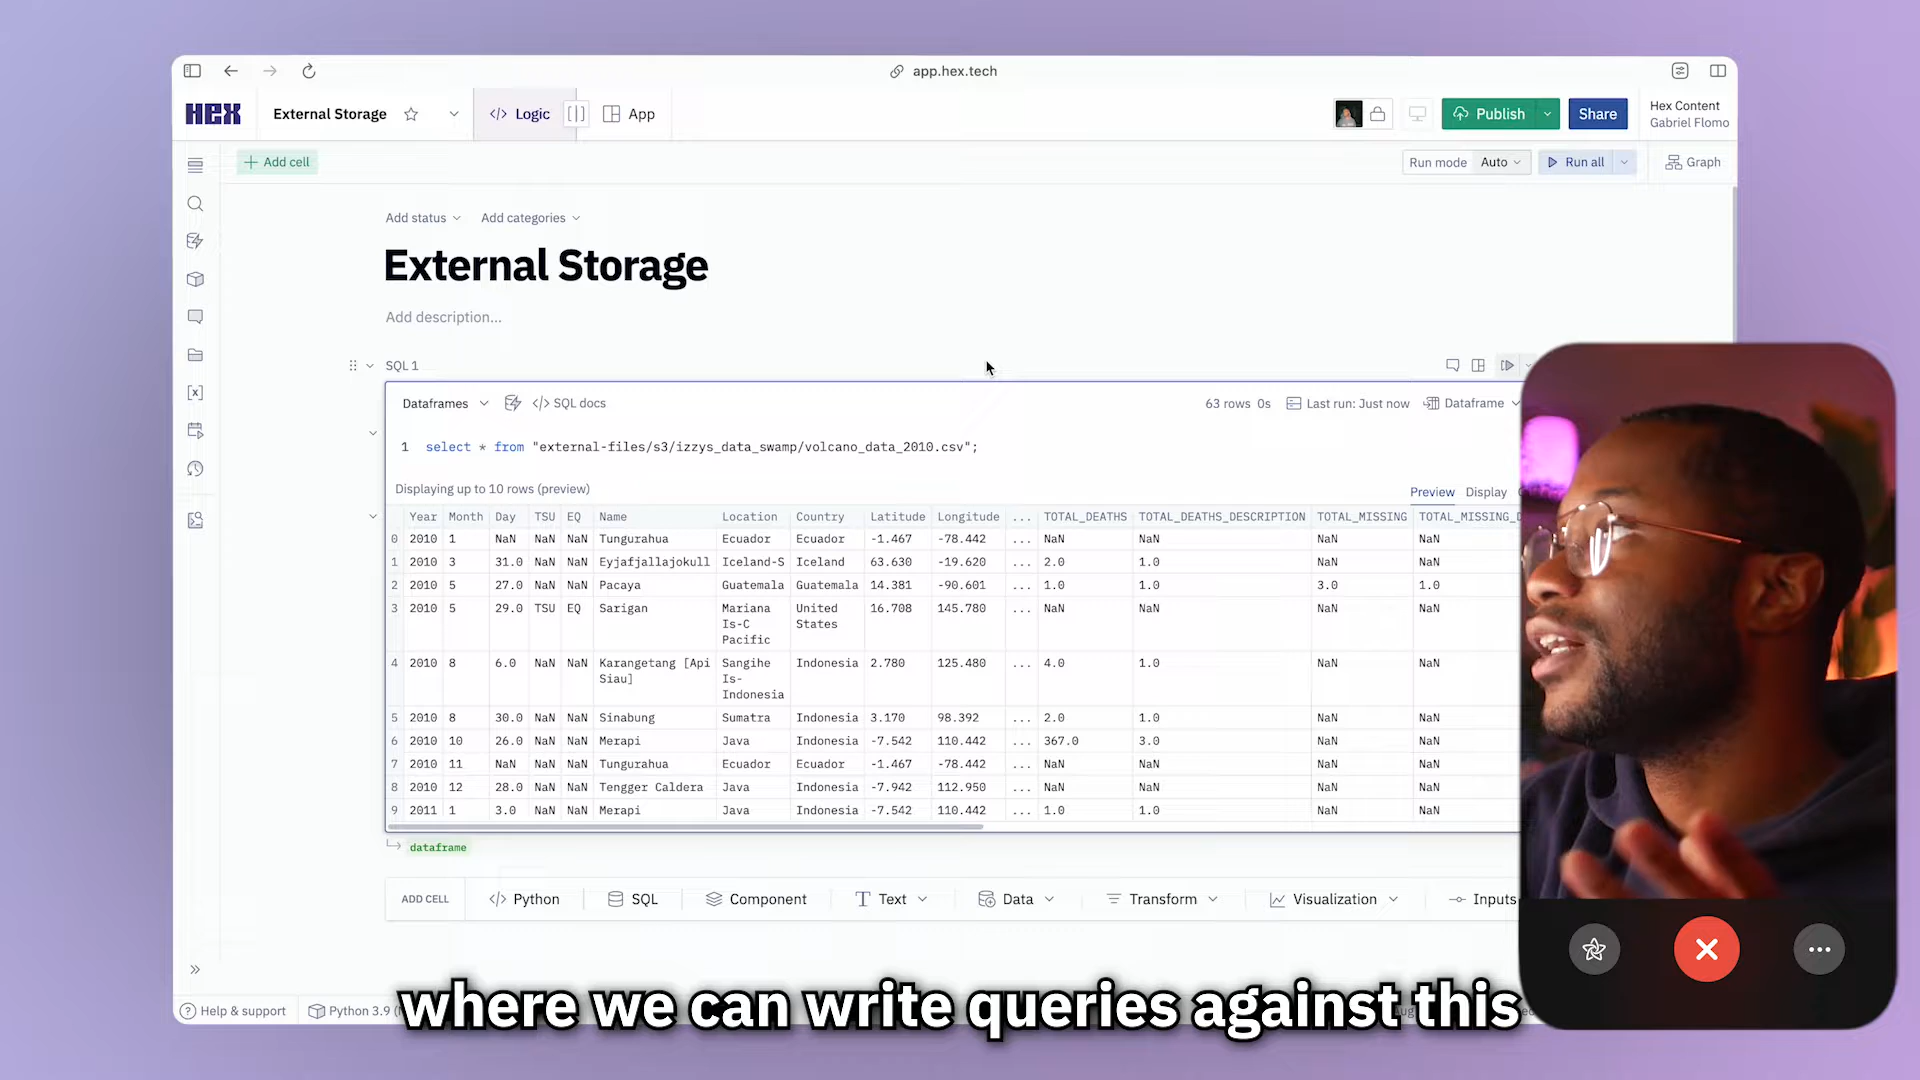 app.hex.tech
HEX
External Storage
Logic
App
Publish
Share
Hex Content
Gabriel Flomo
Add cell
Run mode Auto
Run all
Graph
Add status
Add categories
External Storage
Add description...
SQL 1
Dataframes
SQL docs
63 rows 0s
Last run: Just now
Dataframe
1 select * from "external-files/s3/izzys_data_swamp/volcano_data_2010.csv";
Displaying up to 10 rows (preview)
Preview Display
Year Month Day TSU EQ Name Location Country Latitude Longitude ... TOTAL_DEATHS TOTAL_DEATHS_DESCRIPTION TOTAL_MISSING TOTAL_MISSING_D
0 2010 1 NaN NaN NaN Tungurahua Ecuador Ecuador -1.467 -78.442 ... NaN NaN NaN NaN
1 2010 3 31.0 NaN NaN Eyjafjallajokull Iceland-S Iceland 63.630 -19.620 ... 2.0 1.0 NaN NaN
2 2010 5 27.0 NaN NaN Pacaya Guatemala Guatemala 14.381 -90.601 ... 1.0 1.0 3.0 1.0
3 2010 5 29.0 TSU EQ Sarigan Mariana United 16.708 145.780 ... NaN NaN NaN NaN
Is-C States
Pacific
4 2010 8 6.0 NaN NaN Karangetang [Api Sangihe Indonesia 2.780 125.480 ... 4.0 1.0 NaN NaN
Siau] Is-
Indonesia
5 2010 8 30.0 NaN NaN Sinabung Sumatra Indonesia 3.170 98.392 ... 2.0 1.0 NaN NaN
6 2010 10 26.0 NaN NaN Merapi Java Indonesia -7.542 110.442 ... 367.0 3.0 NaN NaN
7 2010 11 NaN NaN NaN Tungurahua Ecuador Ecuador -1.467 -78.442 ... NaN NaN NaN NaN
8 2010 12 28.0 NaN NaN Tengger Caldera Java Indonesia -7.942 112.950 ... NaN NaN NaN NaN
9 2011 1 3.0 NaN NaN Merapi Java Indonesia -7.542 110.442 ... 1.0 1.0 NaN NaN
dataframe
ADD CELL
Python
SQL
Component
Text
Data
Transform
Visualization
Inputs
where we can write queries against this
Help & support
Python 3.9